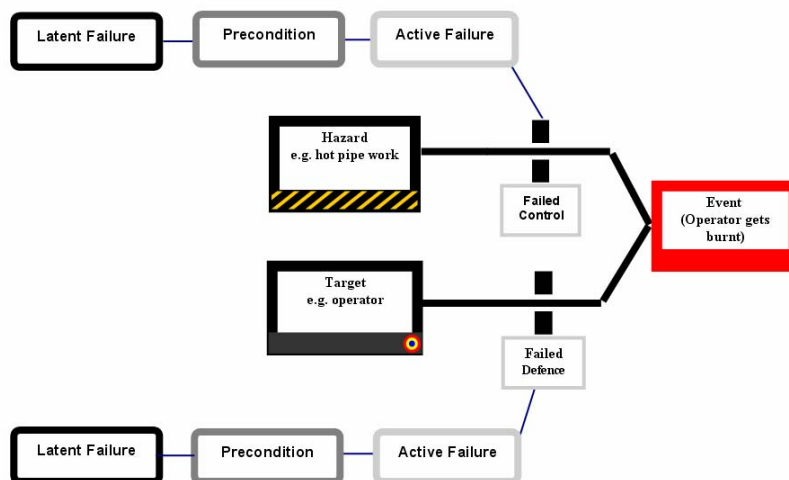 Latent Failure
Precondition
Active Failure
Hazard
e.g. hot pipe work
Failed
Control
Event
(Operator gets
burnt)
Target
e.g. operator
Failed
Defence
Latent Failure
Precondition
Active Failure